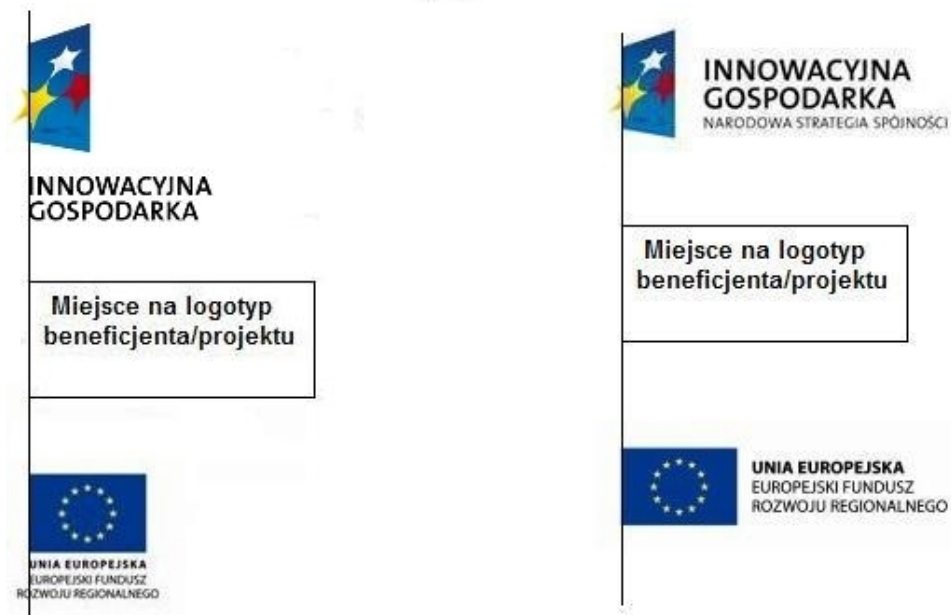 INNOWACYJNA
GOSPODARKA
Miejsce na logotyp
beneficjenta/projektu
UNIA EUROPEJSKA
EUROPEJSKI FUNDUSZ
ROZWOJU REGIONALNEGO
INNOWACYJNA
GOSPODARKA
NARODOWA STRATEGIA SPÓJNOŚCI
Miejsce na logotyp
beneficjenta/projektu
UNIA EUROPEJSKA
EUROPEJSKI FUNDUSZ
ROZWOJU REGIONALNEGO